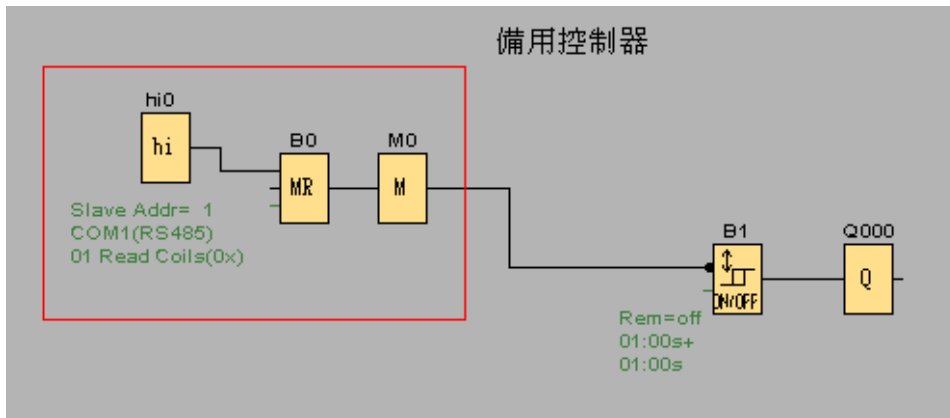 備用控制器
hi0
hi
B0
MR
M0
M
Slave Addr= 1
COM1(RS485)
01 Read Coils(0x)
B1
ON/OFF
Rem=off
01:00s+
01:00s
Q000
Q